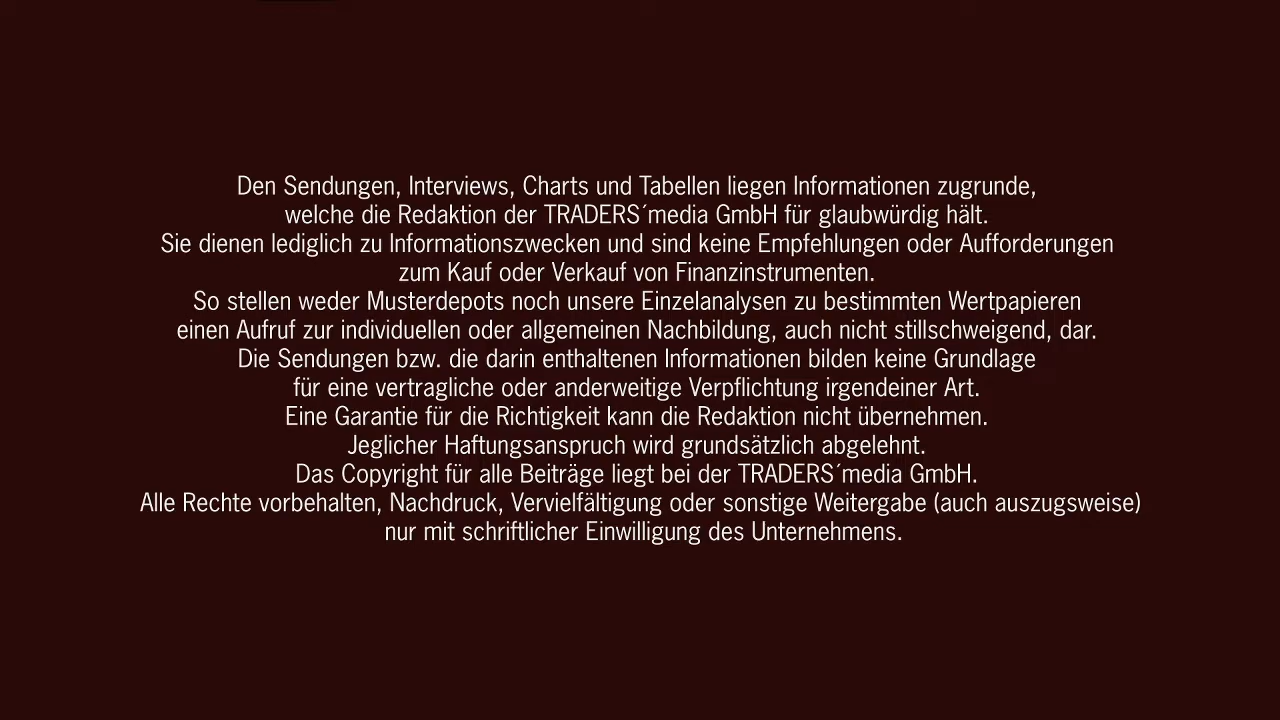 Den Sendungen, Interviews, Charts und Tabellen liegen Informationen zugrunde,
welche die Redaktion der TRADERS´media GmbH für glaubwürdig hält.
Sie dienen lediglich zu Informationszwecken und sind keine Empfehlungen oder Aufforderungen
zum Kauf oder Verkauf von Finanzinstrumenten.
So stellen weder Musterdepots noch unsere Einzelanalysen zu bestimmten Wertpapieren
einen Aufruf zur individuellen oder allgemeinen Nachbildung, auch nicht stillschweigend, dar.
Die Sendungen bzw. die darin enthaltenen Informationen bilden keine Grundlage
für eine vertragliche oder anderweitige Verpflichtung irgendeiner Art.
Eine Garantie für die Richtigkeit kann die Redaktion nicht übernehmen.
Jeglicher Haftungsanspruch wird grundsätzlich abgelehnt.
Das Copyright für alle Beiträge liegt bei der TRADERS´media GmbH.
Alle Rechte vorbehalten, Nachdruck, Vervielfältigung oder sonstige Weitergabe (auch auszugsweise)
nur mit schriftlicher Einwilligung des Unternehmens.